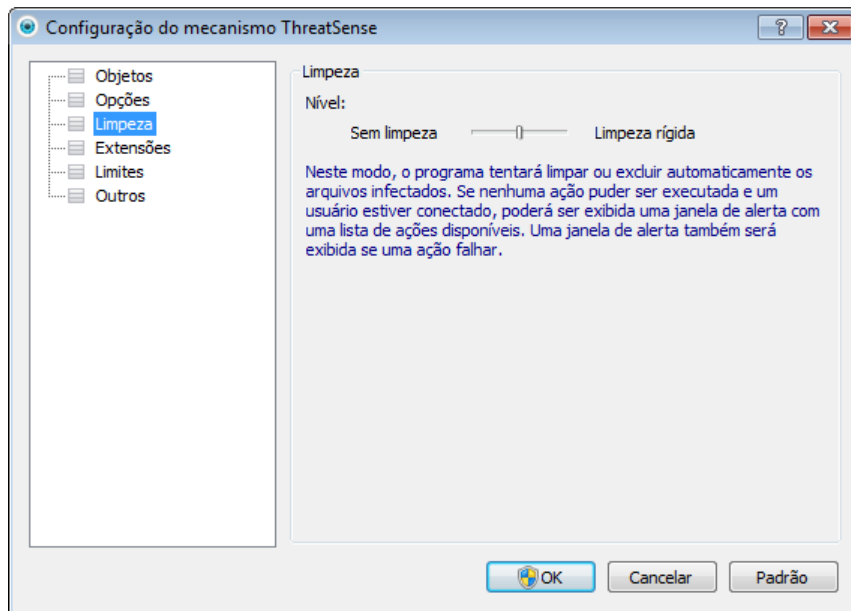 Configuração do mecanismo ThreatSense
Objetos
Opções
Limpeza
Extensões
Limites
Outros
Limpeza
Nível:
Sem limpeza Limpeza rígida
Neste modo, o programa tentará limpar ou excluir automaticamente os
arquivos infectados. Se nenhuma ação puder ser executada e um
usuário estiver conectado, poderá ser exibida uma janela de alerta com
uma lista de ações disponíveis. Uma janela de alerta também será
exibida se uma ação falhar.
OK Cancelar Padrão